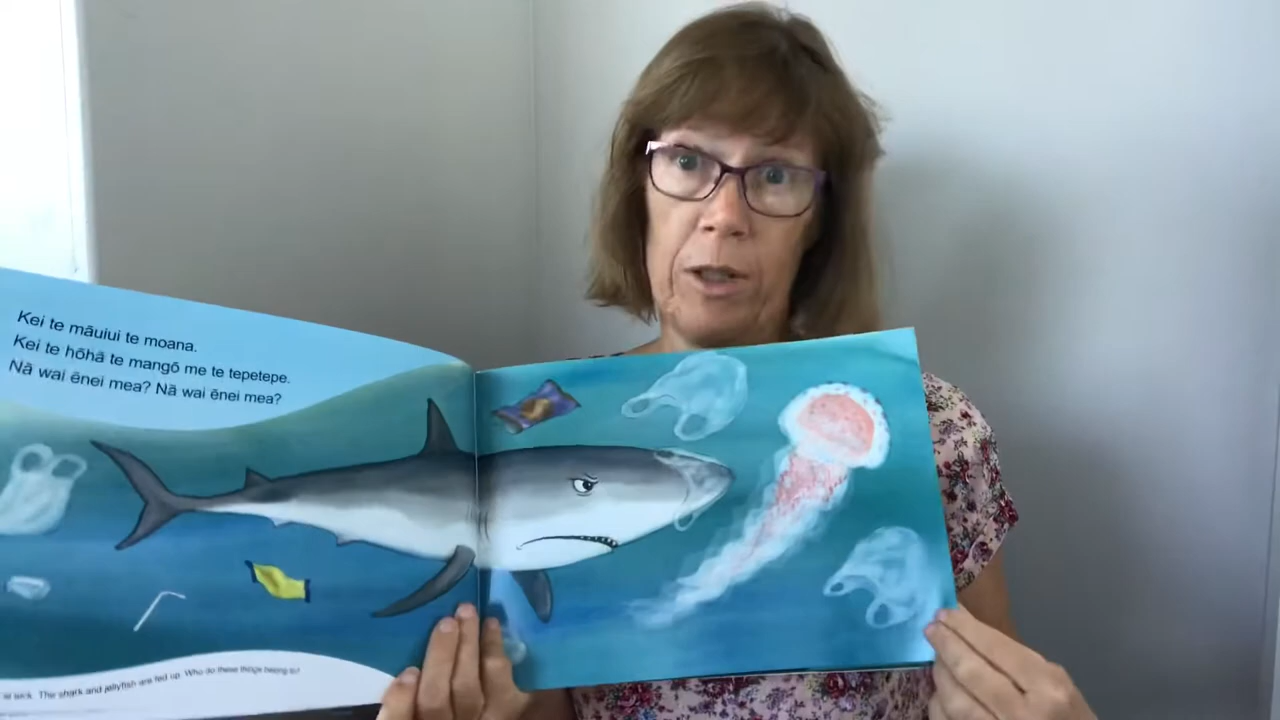 Kei te māuiui te moana.
Kei te hōhā te mangō me te tepetepe.
Nā wai ēnei mea? Nā wai ēnei mea?
is sick. The shark and jellyfish are fed up. Who do these things belong to?